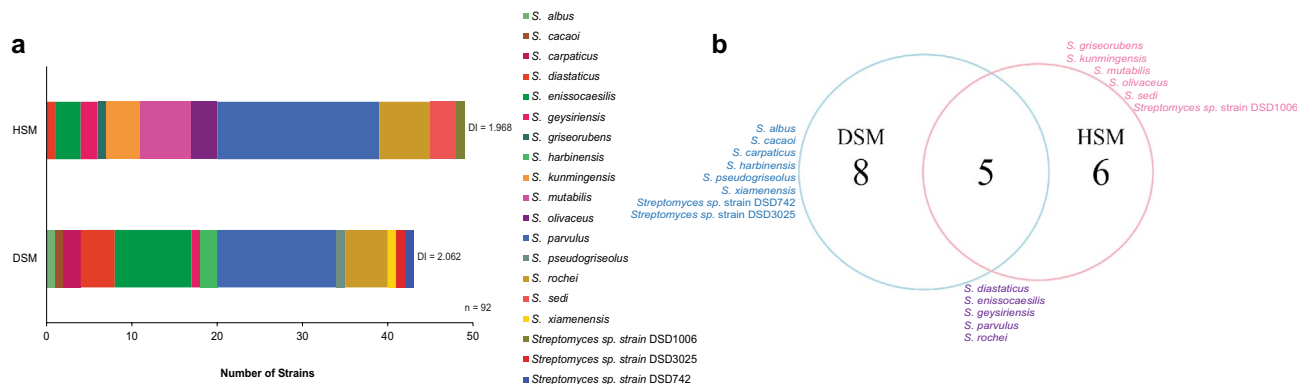 a
HSM
DI = 1.968
DSM
DI = 2.062
n = 92
0
10
20
30
40
50
Number of Strains
S. albus
S. cacaoi
S. carpaticus
S. diastaticus
S. enissocaesilis
S. geysiriensis
S. griseorubens
S. harbinensis
S. kunmingensis
S. mutabilis
S. olivaceus
S. parvulus
S. pseudogriseolus
S. rochei
S. sedi
S. xiamenensis
Streptomyces sp. strain DSD1006
Streptomyces sp. strain DSD3025
Streptomyces sp. strain DSD742
b
S. griseorubens
S. kunmingensis
S. mutabilis
S. olivaceus
S. sedi
Streptomyces sp. strain DSD1006
S. albus
S. cacaoi
S. carpaticus
S. harbinensis
S. pseudogriseolus
S. xiamenensis
Streptomyces sp. strain DSD742
Streptomyces sp. strain DSD3025
DSM
8
5
HSM
6
S. diastaticus
S. enissocaesilis
S. geysiriensis
S. parvulus
S. rochei